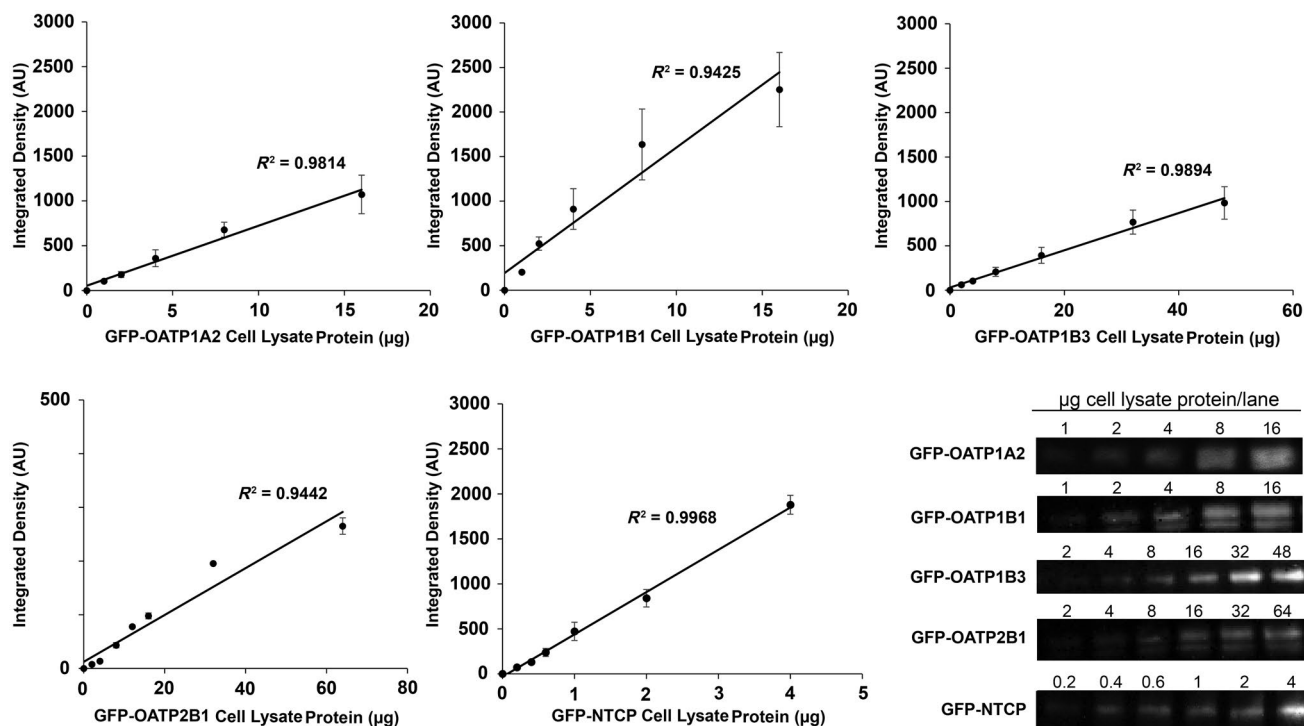 3000
2500
2000
1500
1000
500
0
Integrated Density (AU)
R² = 0.9814
0 5 10 15 20
GFP-OATP1A2 Cell Lysate Protein (µg)
3000
2500
2000
1500
1000
500
0
Integrated Density (AU)
R² = 0.9425
0 5 10 15 20
GFP-OATP1B1 Cell Lysate Protein (µg)
3000
2500
2000
1500
1000
500
0
Integrated Density (AU)
R² = 0.9894
0 20 40 60
GFP-OATP1B3 Cell Lysate Protein (µg)
500
0
Integrated Density (AU)
R² = 0.9442
0 20 40 60 80
GFP-OATP2B1 Cell Lysate Protein (µg)
3000
2500
2000
1500
1000
500
0
Integrated Density (AU)
R² = 0.9968
0 1 2 3 4 5
GFP-NTCP Cell Lysate Protein (µg)
µg cell lysate protein/lane
1 2 4 8 16
GFP-OATP1A2
1 2 4 8 16
GFP-OATP1B1
2 4 8 16 32 48
GFP-OATP1B3
2 4 8 16 32 64
GFP-OATP2B1
0.2 0.4 0.6 1 2 4
GFP-NTCP